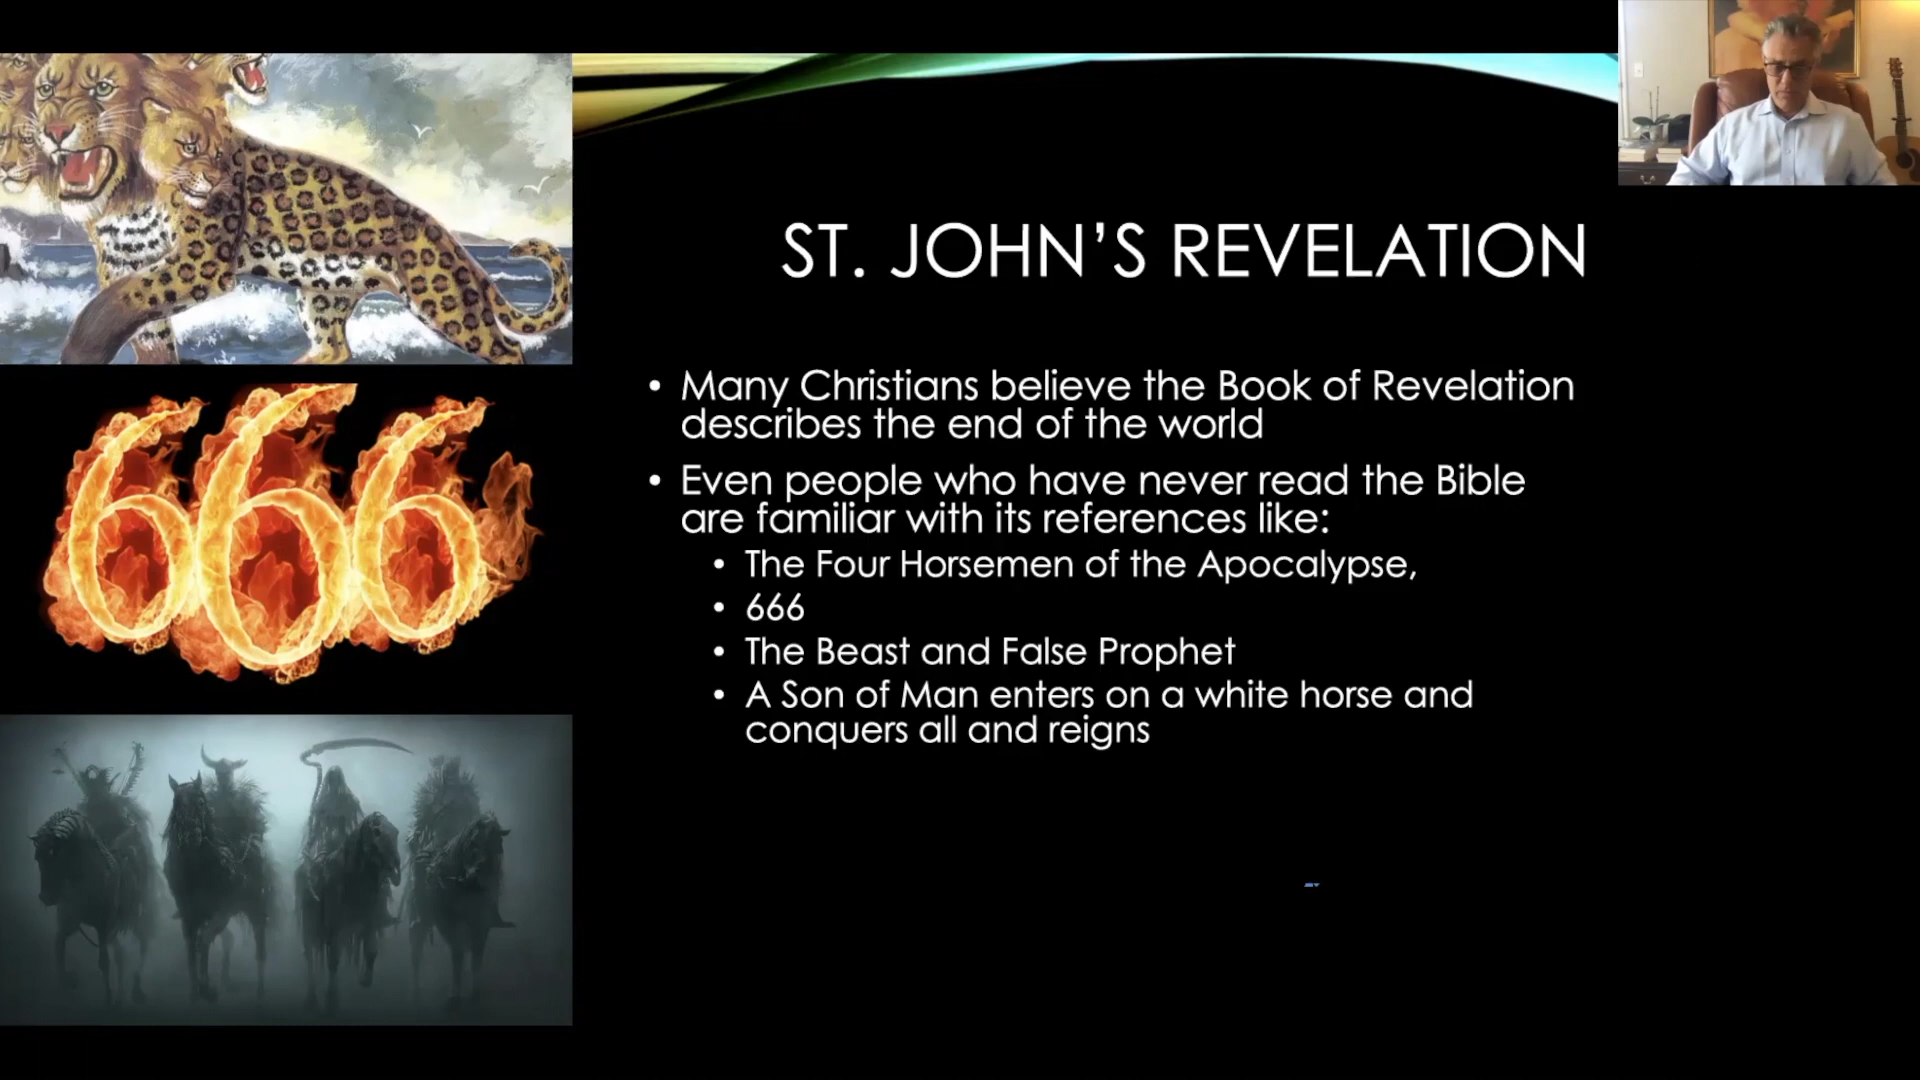 ST. JOHN’S REVELATION
• Many Christians believe the Book of Revelation
describes the end of the world
• Even people who have never read the Bible
are familiar with its references like:
• The Four Horsemen of the Apocalypse,
• 666
• The Beast and False Prophet
• A Son of Man enters on a white horse and
conquers all and reigns
666